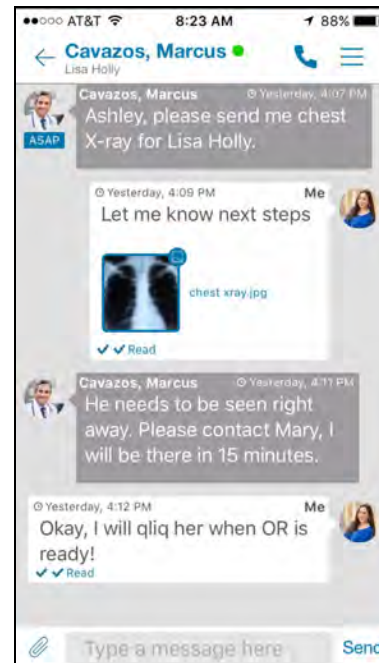 AT&T 8:23 AM 88%
Cavazos, Marcus
Lisa Holly
Cavazos, Marcus Yesterday, 4:07 PM
Ashley, please send me chest
ASAP X-ray for Lisa Holly.
Yesterday, 4:09 PM Me
Let me know next steps
chest xray.jpg
Read
Cavazos, Marcus Yesterday, 4:11 PM
He needs to be seen right
away. Please contact Mary, I
will be there in 15 minutes.
Yesterday, 4:12 PM Me
Okay, I will qliq her when OR is
ready!
Read
Type a message here Send